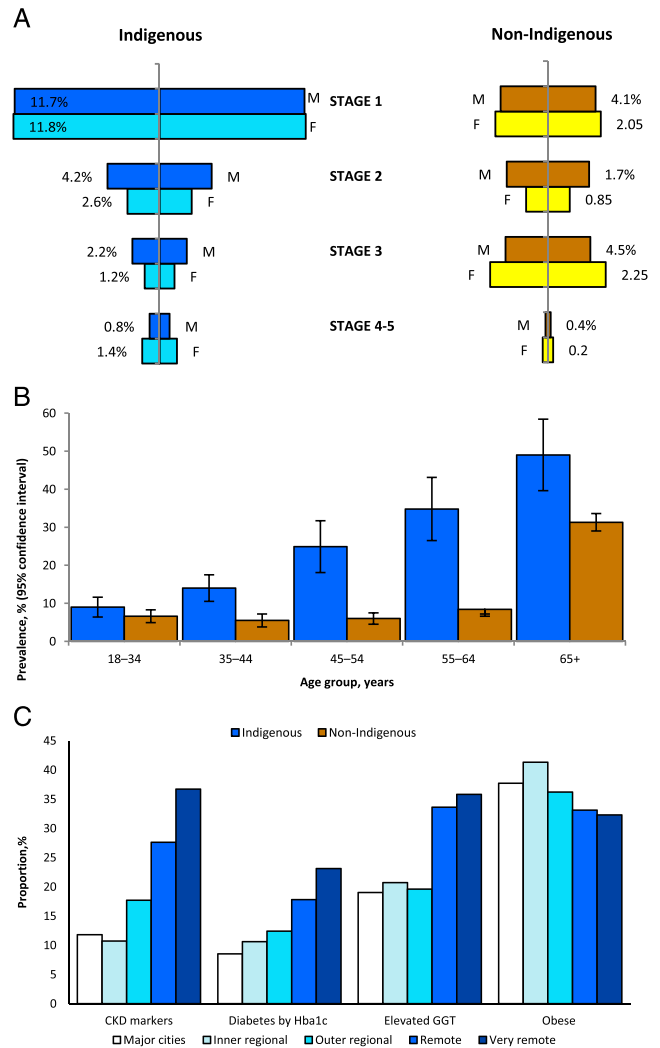 A
Indigenous Non-Indigenous
11.7% M STAGE 1 M 4.1%
11.8% F F 2.05
4.2% M STAGE 2 M 1.7%
2.6% F F 0.85
2.2% M STAGE 3 M 4.5%
1.2% F F 2.25
0.8% M STAGE 4-5 M 0.4%
1.4% F F 0.2
B
Prevalence, % (95% confidence interval)
60
50
40
30
20
10
0
18–34 35–44 45–54 55–64 65+
Age group, years
Indigenous Non-Indigenous
C
Proportion,%
45
40
35
30
25
20
15
10
5
0
CKD markers Diabetes by Hba1c Elevated GGT Obese
Major cities Inner regional Outer regional Remote Very remote